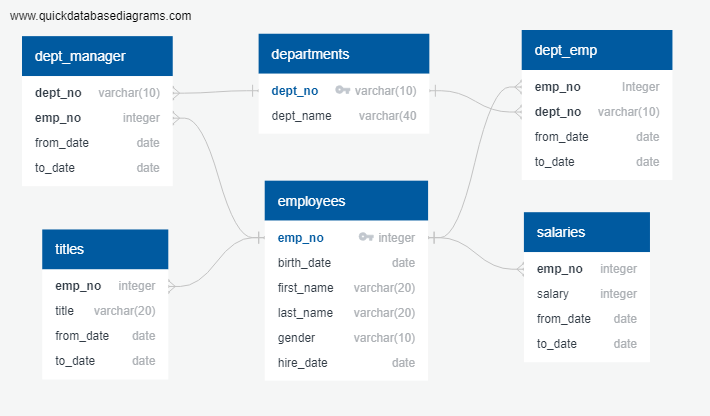 www.quickdatabasediagrams.com
dept_manager
dept_no varchar(10)
emp_no integer
from_date date
to_date date
departments
dept_no varchar(10)
dept_name varchar(40
dept_emp
emp_no Integer
dept_no varchar(10)
from_date date
to_date date
titles
emp_no integer
title varchar(20)
from_date date
to_date date
employees
emp_no integer
birth_date date
first_name varchar(20)
last_name varchar(20)
gender varchar(10)
hire_date date
salaries
emp_no integer
salary integer
from_date date
to_date date